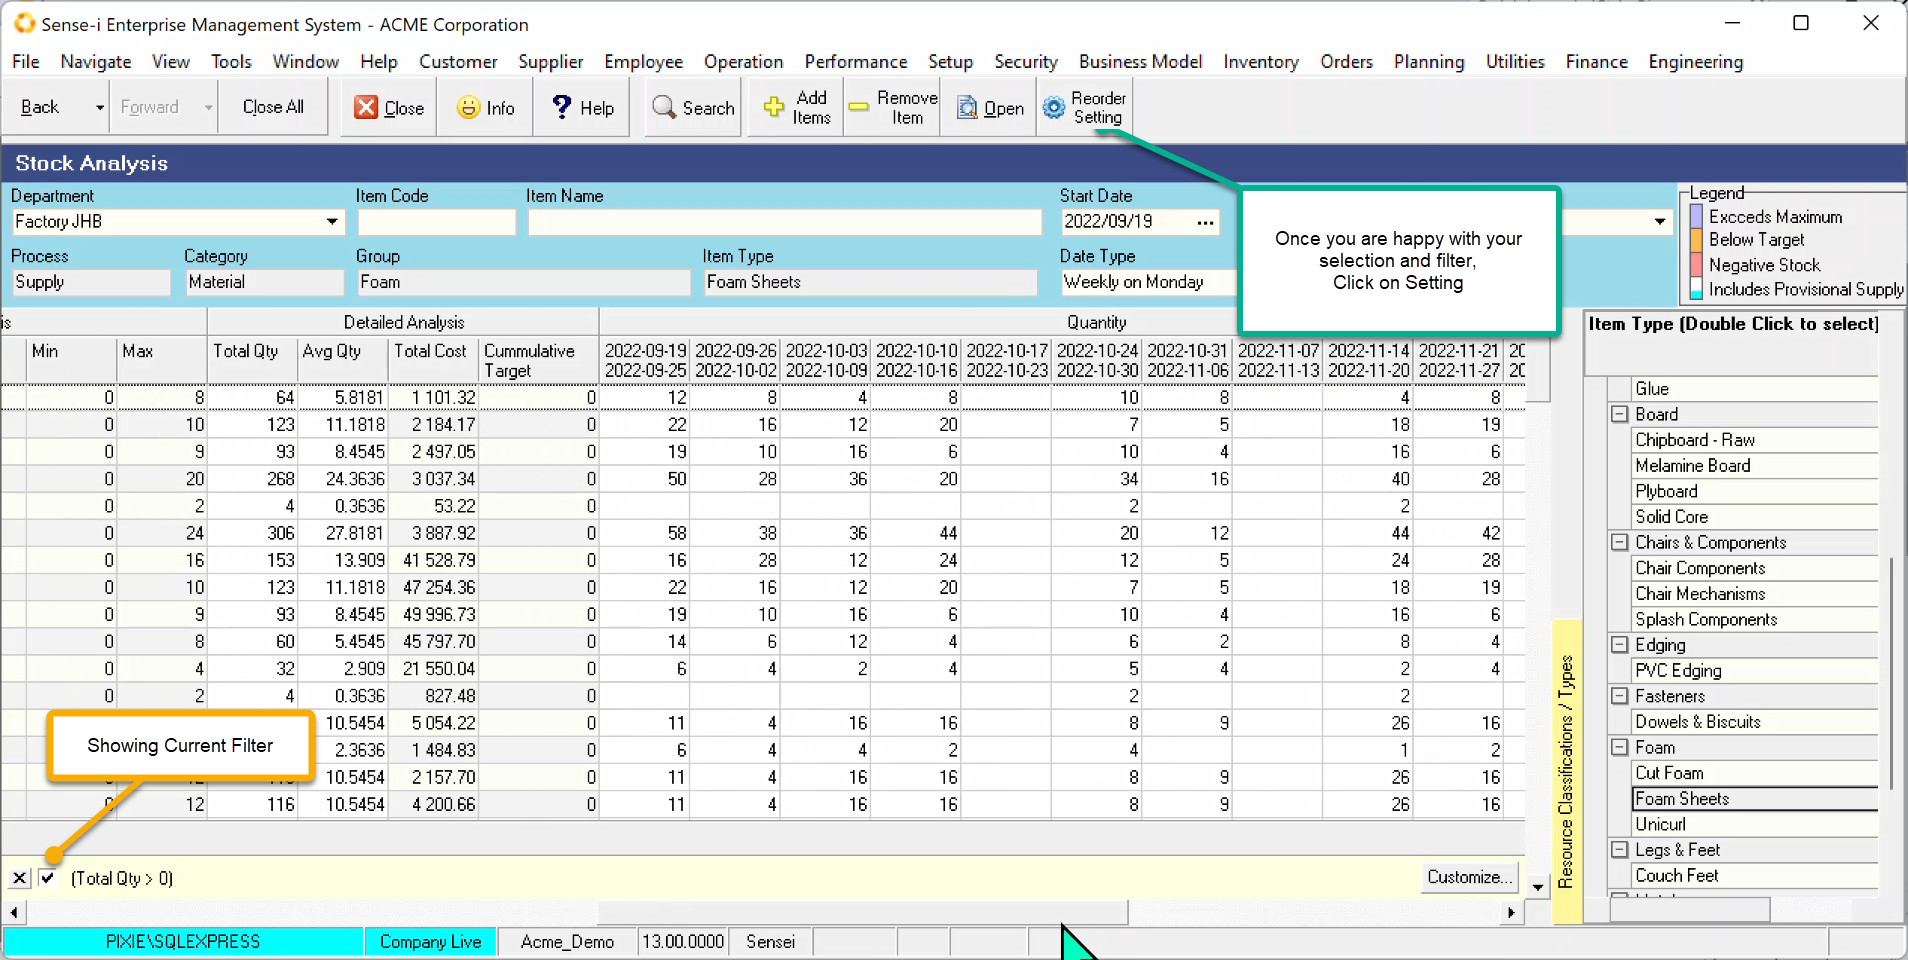 Sense-i Enterprise Management System - ACME Corporation
File Navigate View Tools Window Help Customer Supplier Employee Operation Performance Setup Security Business Model Inventory Orders Planning Utilities Finance Engineering
Back Forward Close All Close Info Help Search Add Items Remove Item Open Reorder Setting
Stock Analysis
Department Item Code Item Name Start Date
Factory JHB 2022/09/19 ...
Process Category Group Item Type Date Type
Supply Material Foam Foam Sheets Weekly on Monday
Once you are happy with your
selection and filter,
Click on Setting
Legend
Excceds Maximum
Below Target
Negative Stock
Includes Provisional Supply
is Detailed Analysis Quantity
Min Max Total Qty Avg Qty Total Cost Cummulative Target
2022-09-19 2022-09-26 2022-10-03 2022-10-10 2022-10-17 2022-10-24 2022-10-31 2022-11-07 2022-11-14 2022-11-21 20
2022-09-25 2022-10-02 2022-10-09 2022-10-16 2022-10-23 2022-10-30 2022-11-06 2022-11-13 2022-11-20 2022-11-27 20
0 8 64 5.8181 1 101.32 0 12 8 4 8 10 8 4 8
0 10 123 11.1818 2 184.17 0 22 16 12 20 7 5 18 19
0 9 93 8.4545 2 497.05 0 19 10 16 6 10 4 16 6
0 20 268 24.3636 3 037.34 0 50 28 36 20 34 16 40 28
0 2 4 0.3636 53.22 0 2 2
0 24 306 27.8181 3 887.92 0 58 38 36 44 20 12 44 42
0 16 153 13.909 41 528.79 0 16 28 12 24 12 5 24 28
0 10 123 11.1818 47 254.36 0 22 16 12 20 7 5 18 19
0 9 93 8.4545 49 996.73 0 19 10 16 6 10 4 16 6
0 8 60 5.4545 45 797.70 0 14 6 12 4 6 2 8 4
0 4 32 2.909 21 550.04 0 6 4 2 4 5 4 2 4
0 2 4 0.3636 827.48 0 2 2
10.5454 5 054.22 0 11 4 16 16 8 9 26 16
2.3636 1 484.83 0 6 4 4 2 4 1 2
10.5454 2 157.70 0 11 4 16 16 8 9 26 16
12 116 10.5454 4 200.66 0 11 4 16 16 8 9 26 16
Showing Current Filter
(Total Qty > 0)
Customize...
Resource Classifications / Types
Item Type (Double Click to select)
Glue
Board
Chipboard - Raw
Melamine Board
Plyboard
Solid Core
Chairs & Components
Chair Components
Chair Mechanisms
Splash Components
Edging
PVC Edging
Fasteners
Dowels & Biscuits
Foam
Cut Foam
Foam Sheets
Unicurl
Legs & Feet
Couch Feet
PIXIE\SQLEXPRESS Company Live Acme_Demo 13.00.0000 Sensei